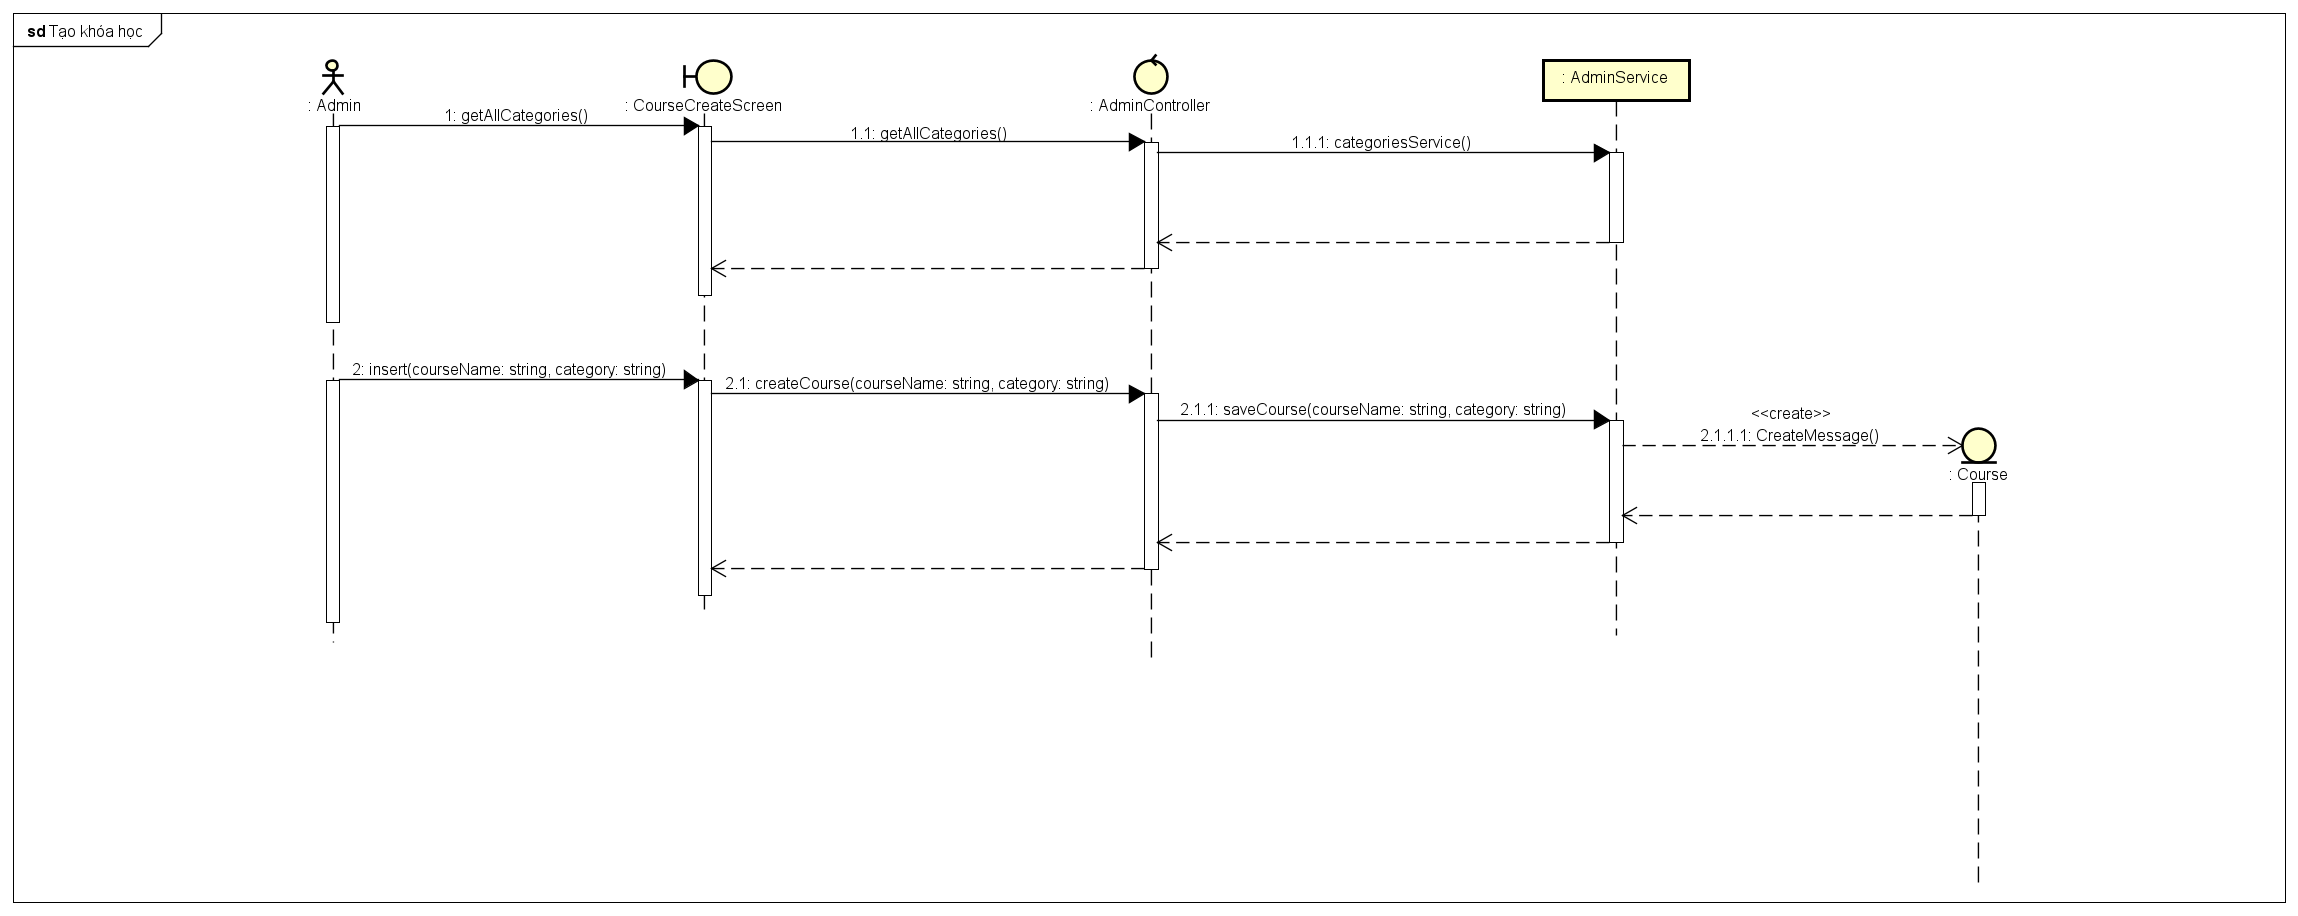 sd Tạo khóa học
: Admin
: CourseCreateScreen
: AdminController
: AdminService
1: getAllCategories()
1.1: getAllCategories()
1.1.1: categoriesService()
2: insert(courseName: string, category: string)
2.1: createCourse(courseName: string, category: string)
2.1.1: saveCourse(courseName: string, category: string)
<<create>>
2.1.1.1: CreateMessage()
: Course